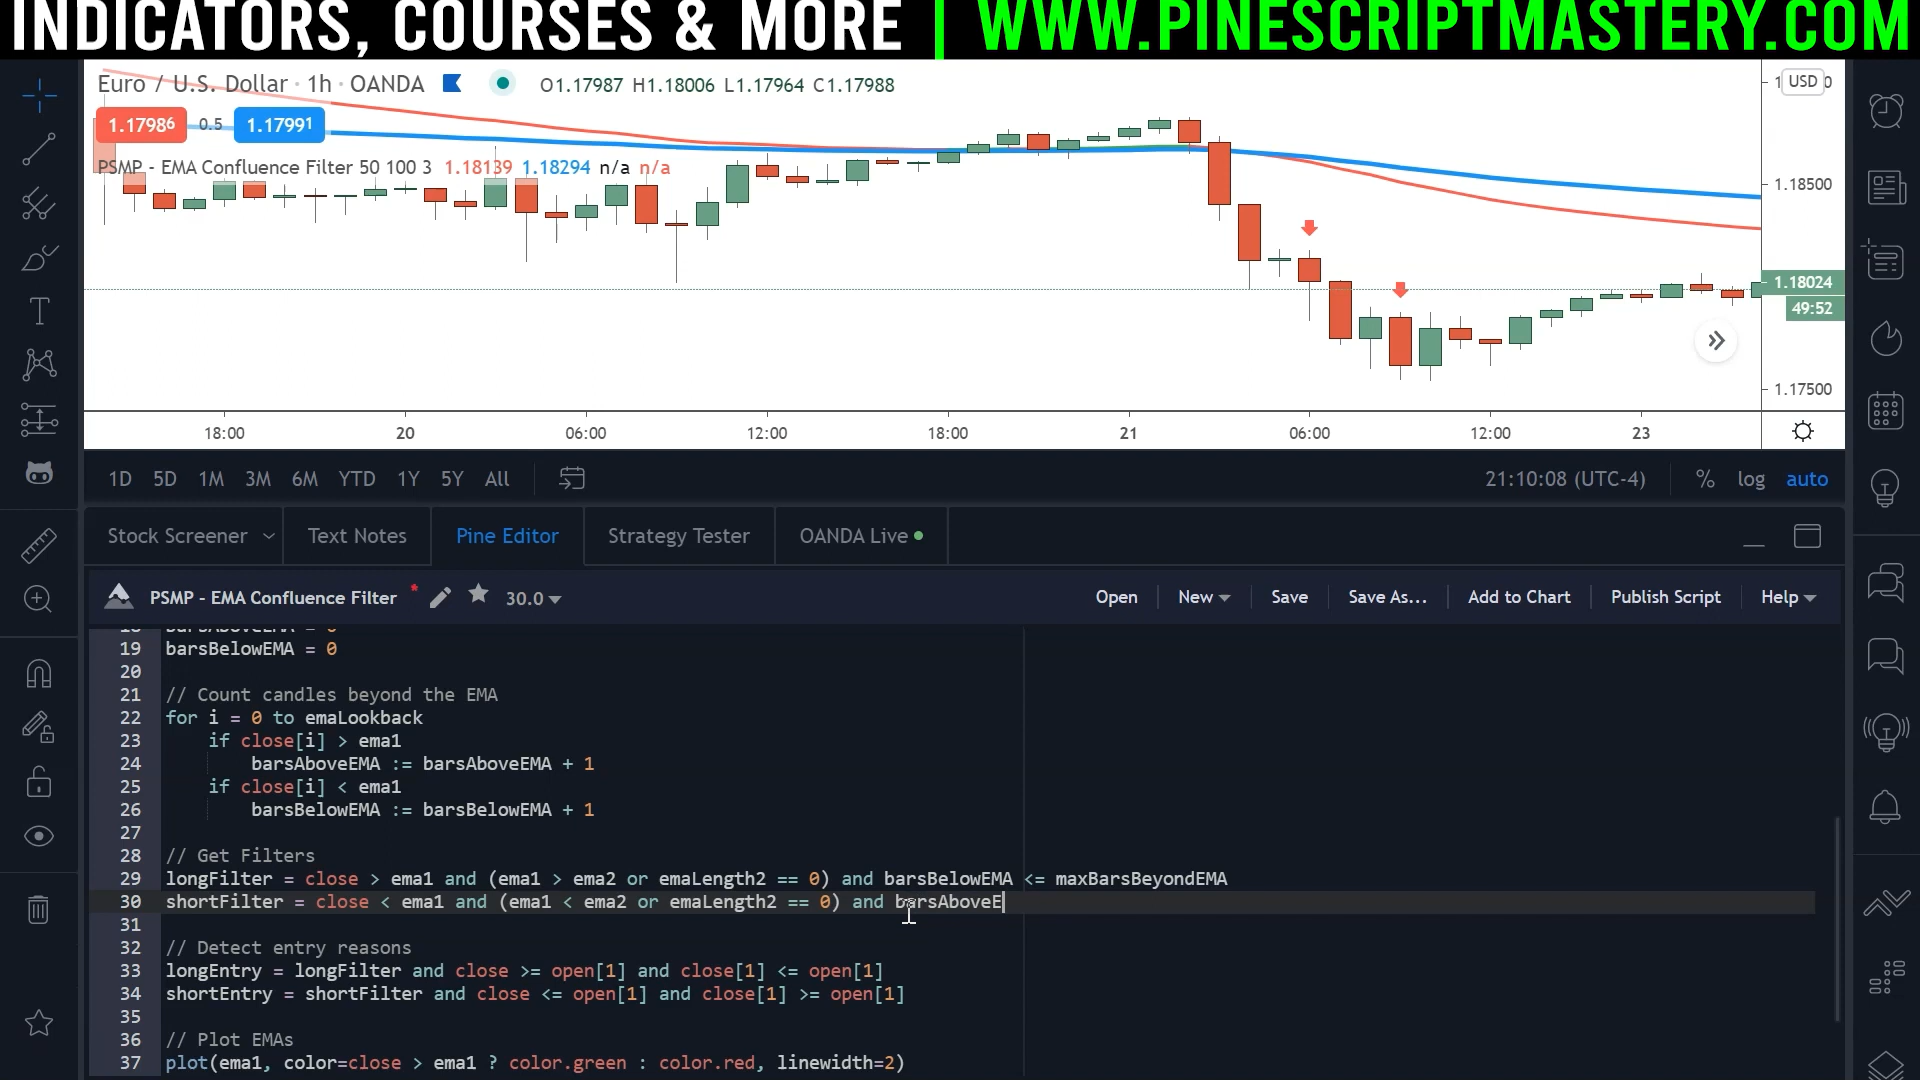 INDICATORS, COURSES & MORE | WWW.PINESCRIPTMASTERY.COM
Euro / U.S. Dollar · 1h · OANDA O1.17987 H1.18006 L1.17964 C1.17988
USD
1.17986 0.5 1.17991
PSMP - EMA Confluence Filter 50 100 3 1.18139 1.18294 n/a n/a
1.18500
1.18024
49:52
1.17500
18:00 20 06:00 12:00 18:00 21 06:00 12:00 23
1D 5D 1M 3M 6M YTD 1Y 5Y All 21:10:08 (UTC-4) % log auto
Stock Screener Text Notes Pine Editor Strategy Tester OANDA Live
PSMP - EMA Confluence Filter * 30.0 Open New Save Save As... Add to Chart Publish Script Help
19 barsBelowEMA = 0
20
21 // Count candles beyond the EMA
22 for i = 0 to emaLookback
23 if close[i] > ema1
24 barsAboveEMA := barsAboveEMA + 1
25 if close[i] < ema1
26 barsBelowEMA := barsBelowEMA + 1
27
28 // Get Filters
29 longFilter = close > ema1 and (ema1 > ema2 or emaLength2 == 0) and barsBelowEMA <= maxBarsBeyondEMA
30 shortFilter = close < ema1 and (ema1 < ema2 or emaLength2 == 0) and barsAboveE
31
32 // Detect entry reasons
33 longEntry = longFilter and close >= open[1] and close[1] <= open[1]
34 shortEntry = shortFilter and close <= open[1] and close[1] >= open[1]
35
36 // Plot EMAs
37 plot(ema1, color=close > ema1 ? color.green : color.red, linewidth=2)